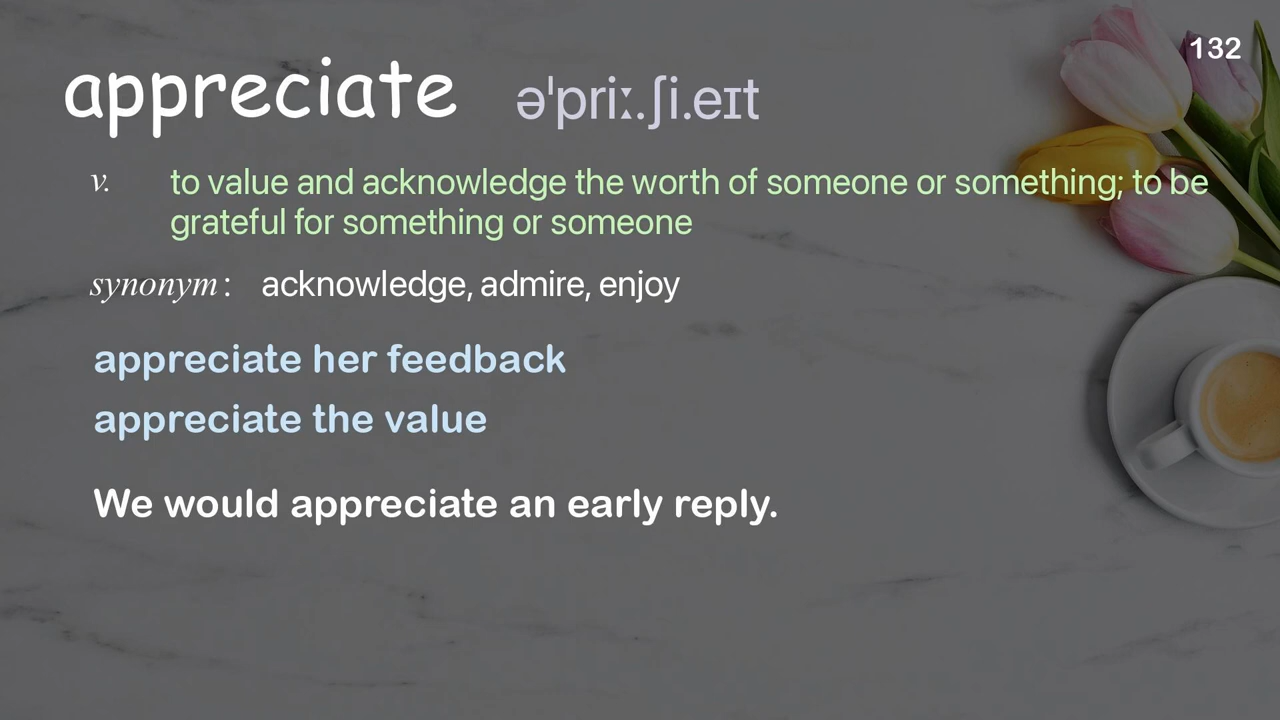 132
appreciate əˈpriː.ʃi.eɪt
v. to value and acknowledge the worth of someone or something; to be
grateful for something or someone
synonym: acknowledge, admire, enjoy
appreciate her feedback
appreciate the value
We would appreciate an early reply.